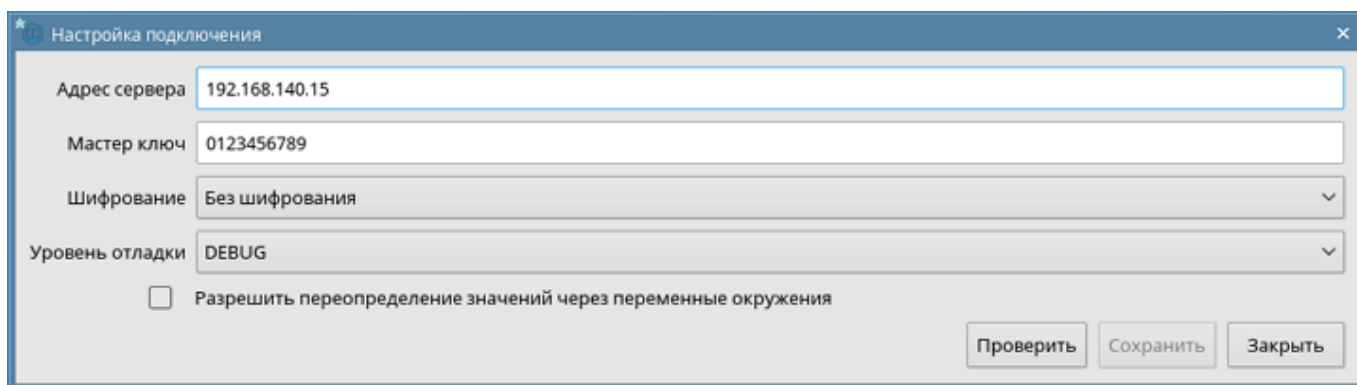 Настройка подключения
Адрес сервера 192.168.140.15
Мастер ключ 0123456789
Шифрование Без шифрования
Уровень отладки DEBUG
Разрешить переопределение значений через переменные окружения
Проверить Сохранить Закрыть